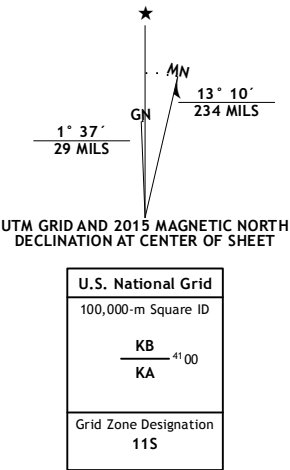 ★
MN
GN
13° 10´
234 MILS
1° 37´
29 MILS
UTM GRID AND 2015 MAGNETIC NORTH
DECLINATION AT CENTER OF SHEET
U.S. National Grid
100,000-m Square ID
KB
4100
KA
Grid Zone Designation
11S